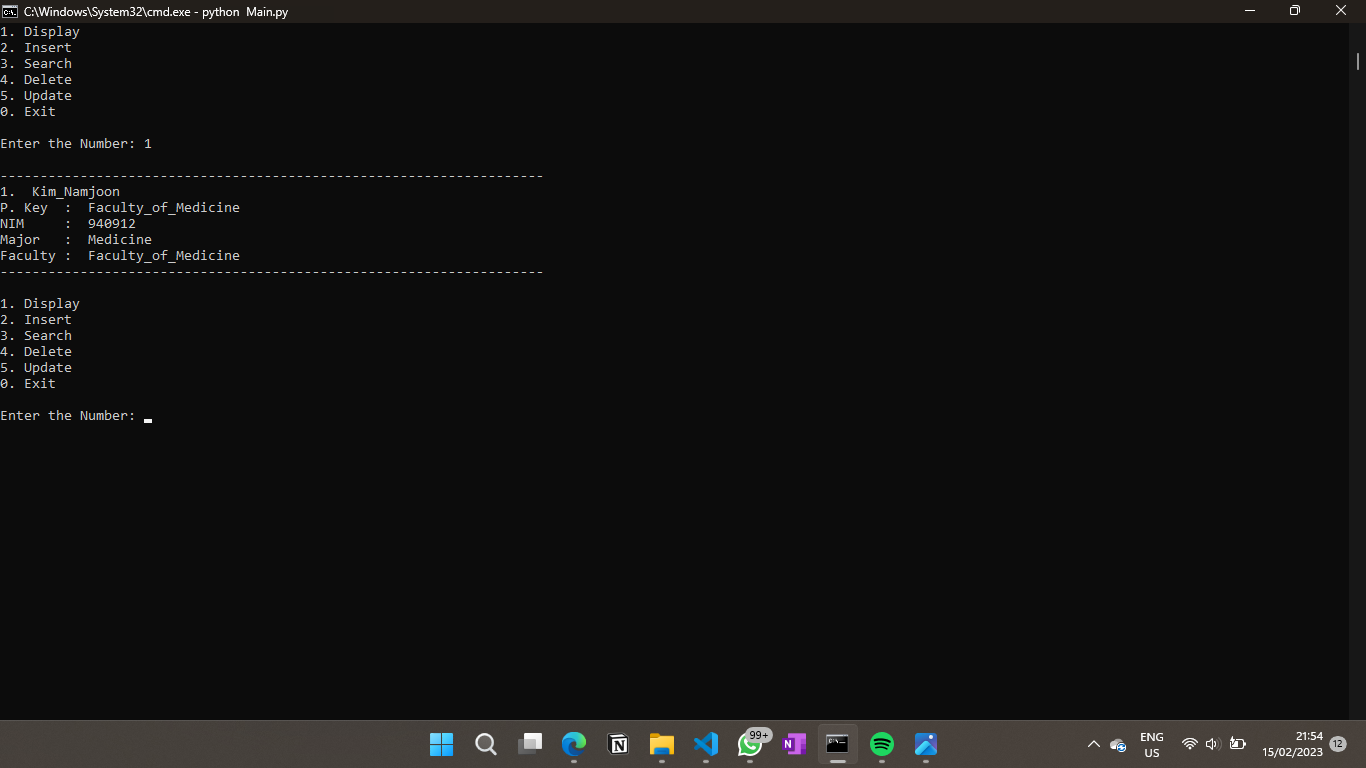 C:\Windows\System32\cmd.exe - python  Main.py
1. Display
2. Insert
3. Search
4. Delete
5. Update
0. Exit
Enter the Number: 1
--------------------------------------------------------------------
1.  Kim_Namjoon
P. Key  :  Faculty_of_Medicine
NIM     :  940912
Major   :  Medicine
Faculty :  Faculty_of_Medicine
--------------------------------------------------------------------
1. Display
2. Insert
3. Search
4. Delete
5. Update
0. Exit
Enter the Number:
99+
N
N
ENG
US
21:54
15/02/2023
12